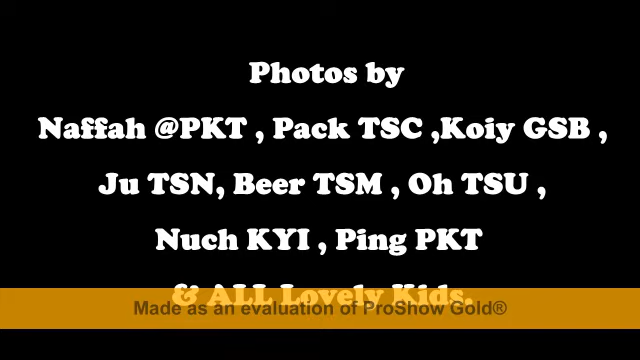 Photos by
Naffah @PKT , Pack TSC ,Koiy GSB ,
Ju TSN, Beer TSM , Oh TSU ,
Nuch KYI , Ping PKT
& ALL Lovely Kids.
Made as an evaluation of ProShow Gold®